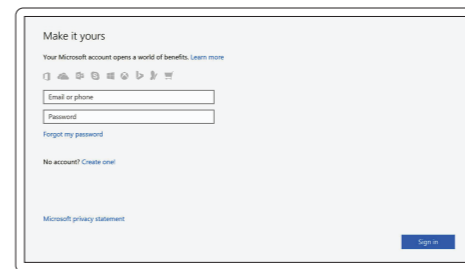 Make it yours
Your Microsoft account opens a world of benefits. Learn more
Email or phone
Password
Forgot my password
No account? Create one!
Microsoft privacy statement
Sign in